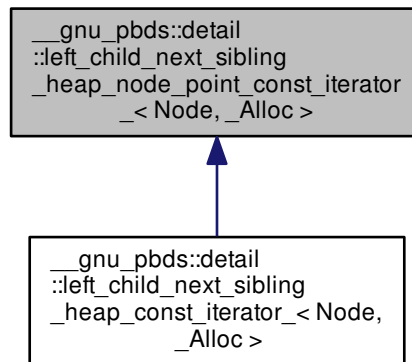 __gnu_pbds::detail
::left_child_next_sibling
_heap_node_point_const_iterator
_< Node, _Alloc >
__gnu_pbds::detail
::left_child_next_sibling
_heap_const_iterator_< Node,
_Alloc >